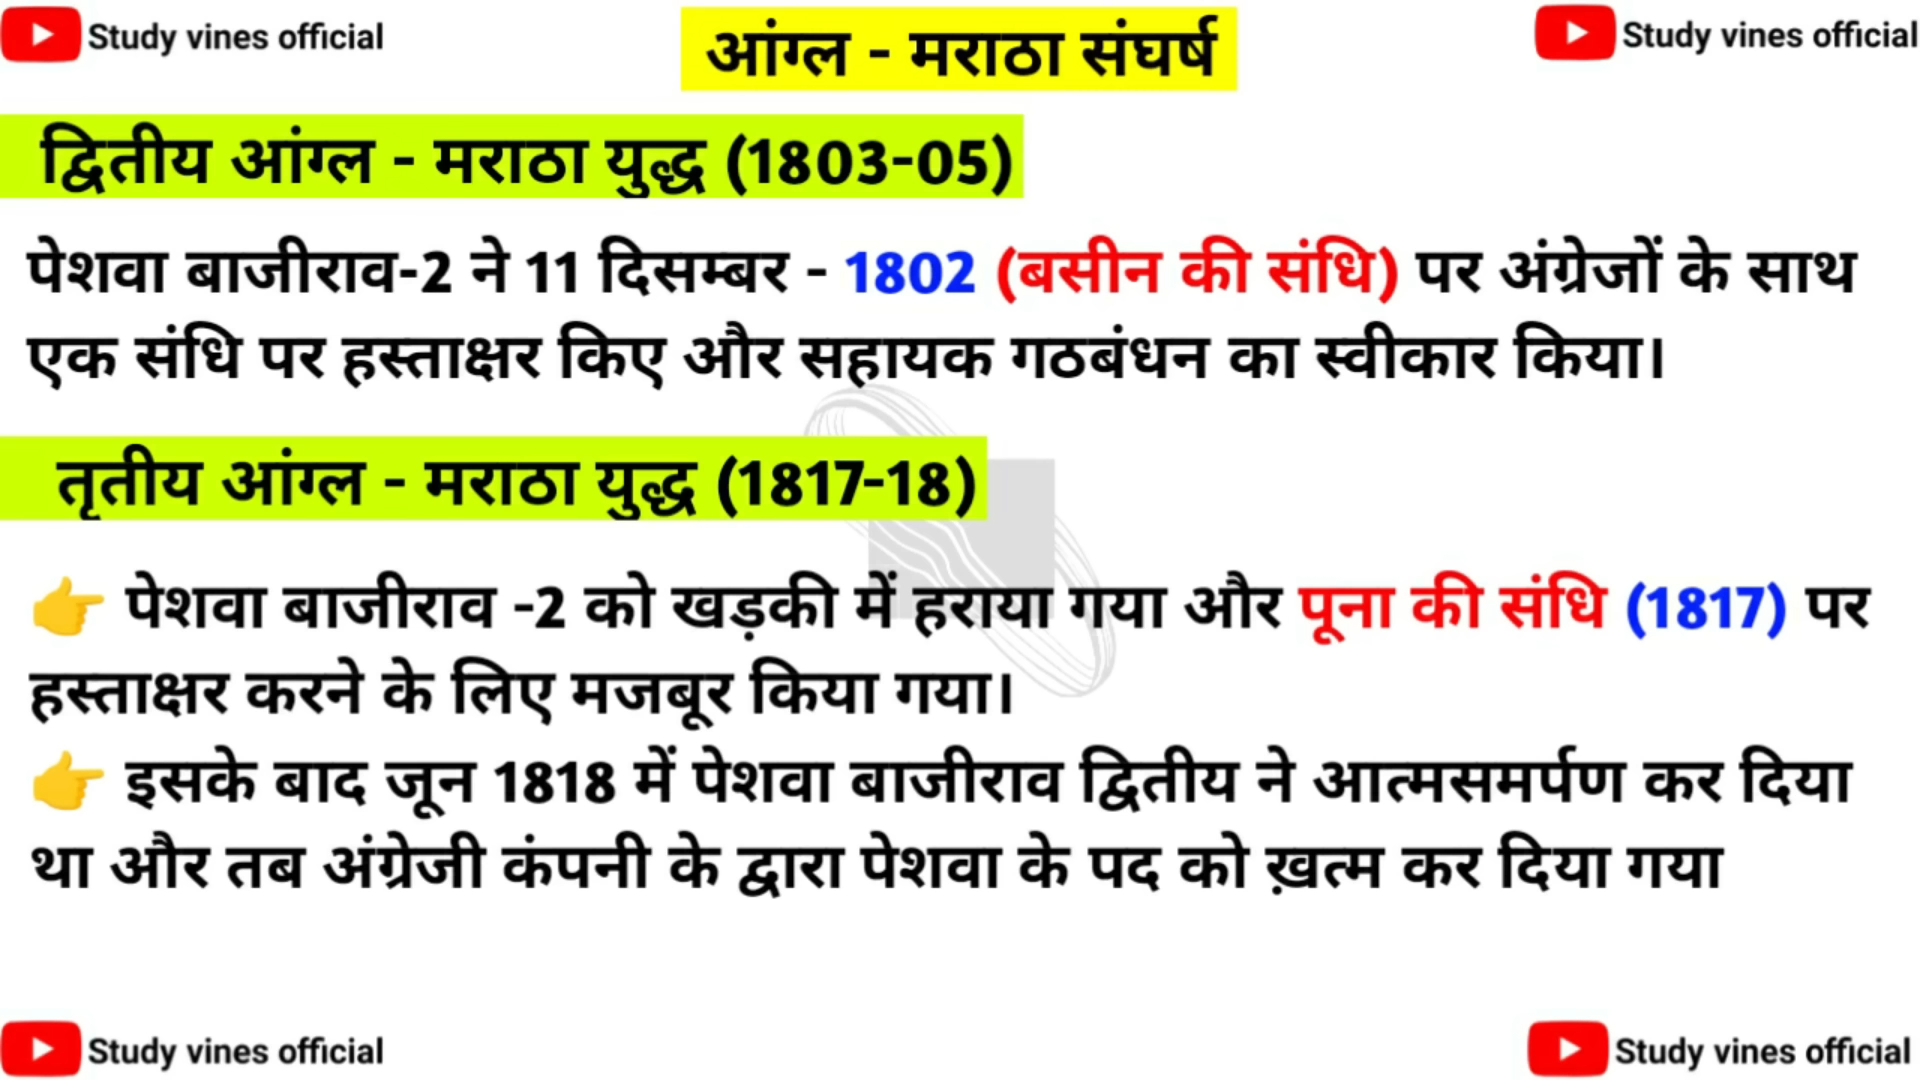 Study vines official
आंग्ल - मराठा संघर्ष
Study vines official
द्वितीय आंग्ल - मराठा युद्ध (1803-05)
पेशवा बाजीराव-2 ने 11 दिसम्बर - 1802 (बसीन की संधि) पर अंग्रेजों के साथ
एक संधि पर हस्ताक्षर किए और सहायक गठबंधन का स्वीकार किया।
तृतीय आंग्ल - मराठा युद्ध (1817-18)
👉 पेशवा बाजीराव -2 को खड़की में हराया गया और पूना की संधि (1817) पर
हस्ताक्षर करने के लिए मजबूर किया गया।
👉 इसके बाद जून 1818 में पेशवा बाजीराव द्वितीय ने आत्मसमर्पण कर दिया
था और तब अंग्रेजी कंपनी के द्वारा पेशवा के पद को ख़त्म कर दिया गया
Study vines official
Study vines official